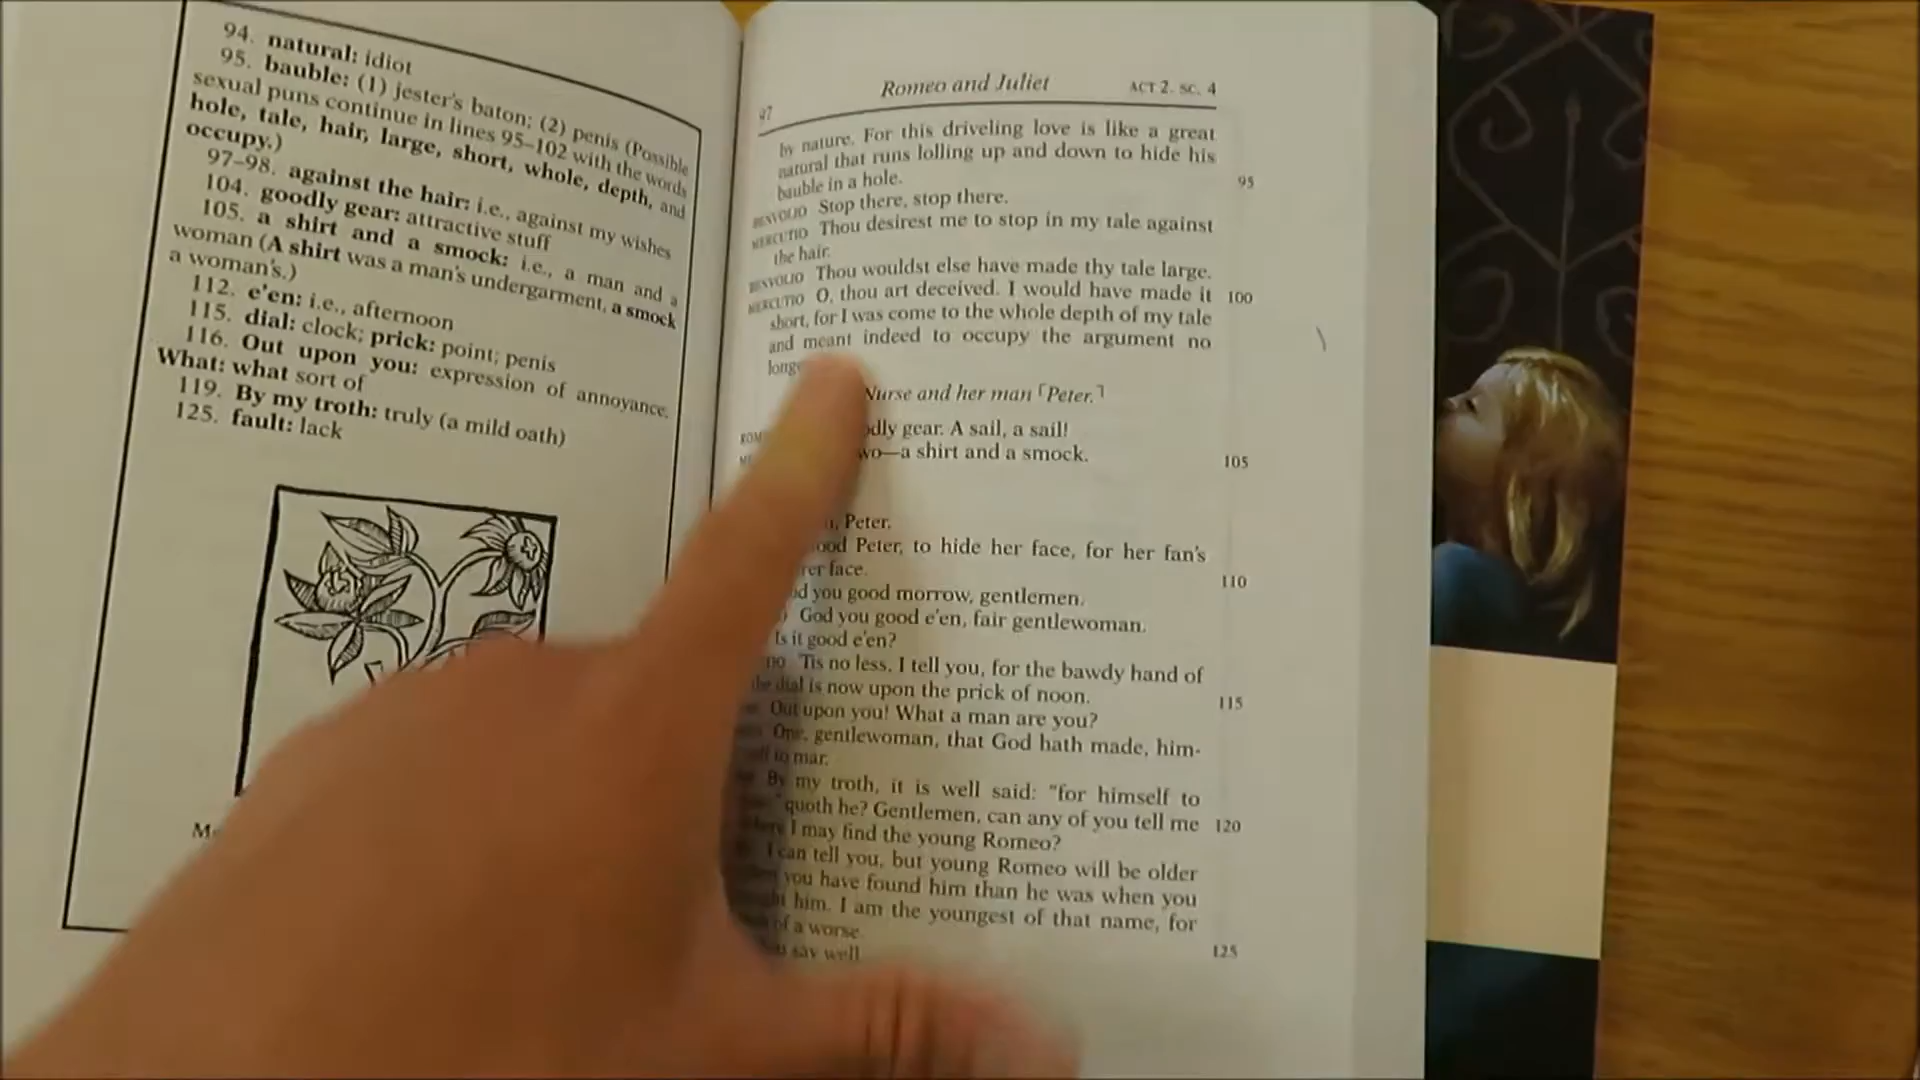 94. natural: idiot
95. bauble: (1) jester's baton; (2) penis (Possible
sexual puns continue in lines 95–102 with the words
hole, tale, hair, large, short, whole, depth, and
occupy.)
97–98. against the hair: i.e., against my wishes
104. goodly gear: attractive stuff
105. a shirt and a smock: i.e., a man and a
woman (A shirt was a man's undergarment, a smock
a woman's.)
112. e'en: i.e., afternoon
115. dial: clock; prick: point; penis
116. Out upon you: expression of annoyance.
What: what sort of
119. By my troth: truly (a mild oath)
125. fault: lack
97 Romeo and Juliet ACT 2. SC. 4
by nature. For this driveling love is like a great
natural that runs lolling up and down to hide his
bauble in a hole. 95
BENVOLIO Stop there, stop there.
MERCUTIO Thou desirest me to stop in my tale against
the hair.
BENVOLIO Thou wouldst else have made thy tale large.
MERCUTIO O, thou art deceived. I would have made it 100
short, for I was come to the whole depth of my tale
and meant indeed to occupy the argument no
Nurse and her man ⌜Peter.⌝
gear. A sail, a sail!
—a shirt and a smock. 105
Peter.
Peter, to hide her face, for her fan's
face. 110
you good morrow, gentlemen.
God you good e'en, fair gentlewoman.
Is it good e'en?
'Tis no less, I tell you, for the bawdy hand of
dial is now upon the prick of noon. 115
Out upon you! What a man are you?
One, gentlewoman, that God hath made, him-
to mar.
By my troth, it is well said: "for himself to
quoth he? Gentlemen, can any of you tell me 120
I may find the young Romeo?
I can tell you, but young Romeo will be older
you have found him than he was when you
him. I am the youngest of that name, for
of a worse.
say well 125